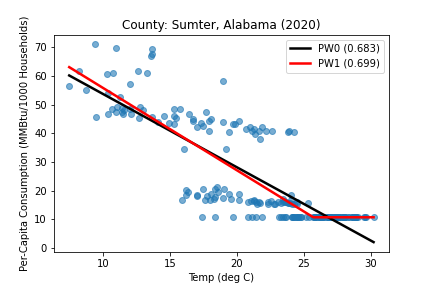 County: Sumter, Alabama (2020)
PW0 (0.683)
PW1 (0.699)
Per-Capita Consumption (MMBtu/1000 Households)
70
60
50
40
30
20
10
0
10
15
20
25
30
Temp (deg C)